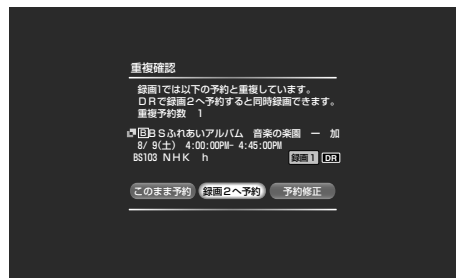 重複確認
録画1では以下の予約と重複しています。
DRで録画2へ予約すると同時録画できます。
重複予約数 1
BSふれあいアルバム 音楽の楽園 ー 加
8/ 9(土) 4:00:00PM- 4:45:00PM
BS103 NHK h 録画1 DR
このまま予約 録画2へ予約 予約修正